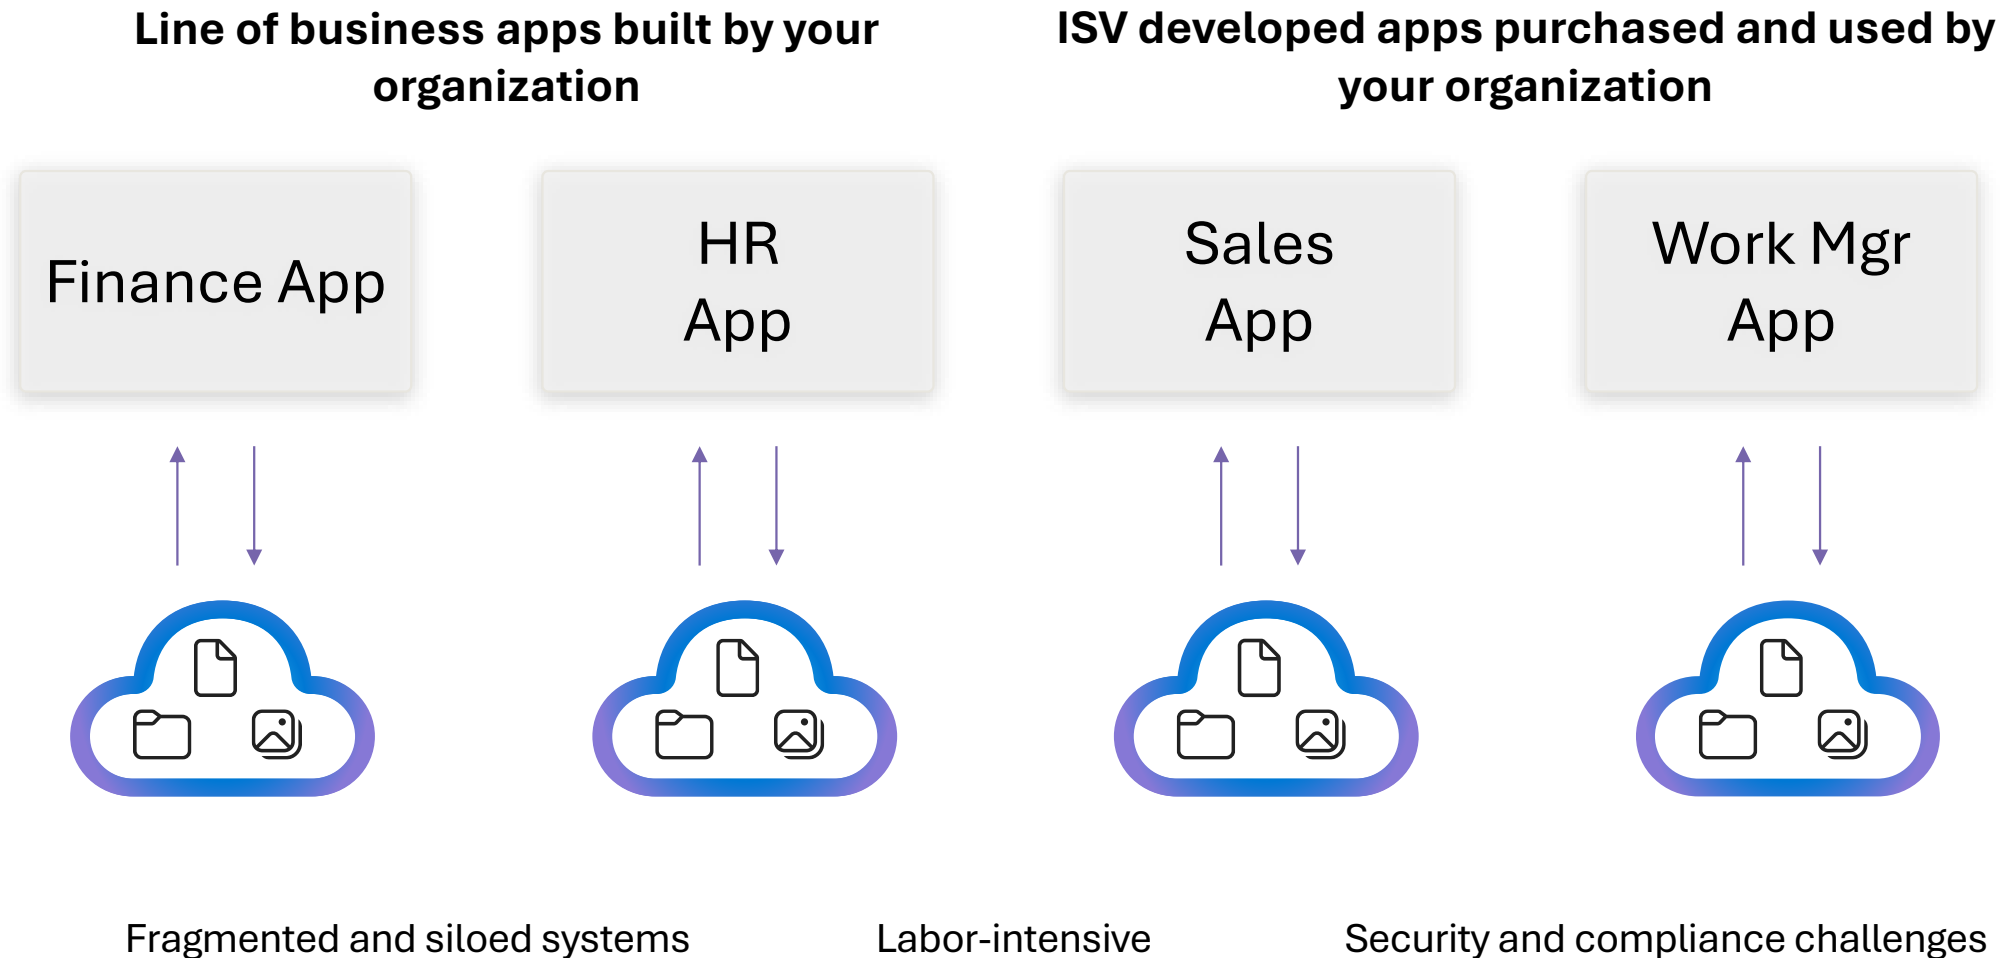 Line of business apps built by your
organization
ISV developed apps purchased and used by
your organization
Finance App
HR
App
Sales
App
Work Mgr
App
Fragmented and siloed systems
Labor-intensive
Security and compliance challenges